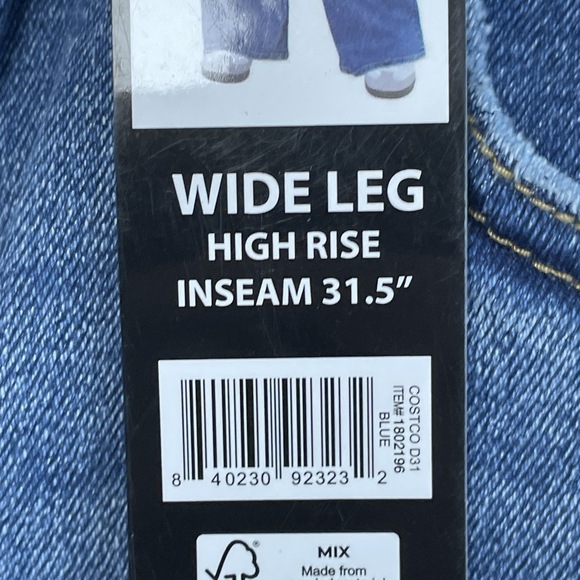 WIDE LEG
HIGH RISE
INSEAM 31.5”
COSTCO D31
ITEM# 1802196
BLUE
8 40230 92323 2
®
MIX
Made from